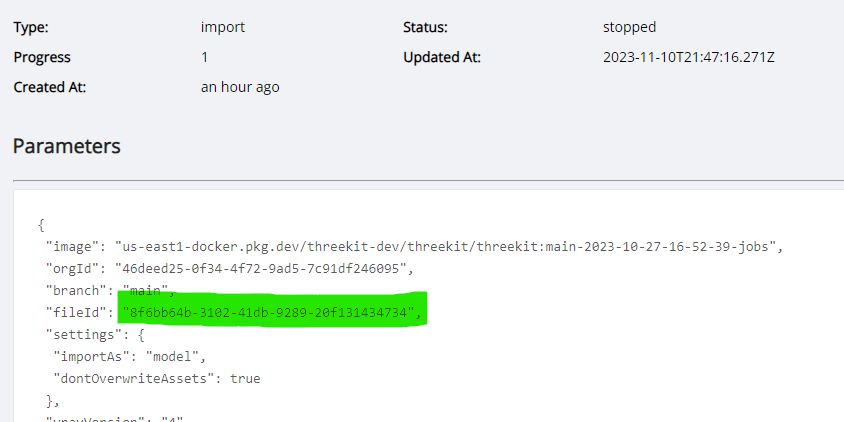 Type: import Status: stopped
Progress 1 Updated At: 2023-11-10T21:47:16.271Z
Created At: an hour ago
Parameters
{
"image": "us-east1-docker.pkg.dev/threekit-dev/threekit/threekit:main-2023-10-27-16-52-39-jobs",
"orgId": "46deed25-0f34-4f72-9ad5-7c91df246095",
"branch": "main",
"fileId": "8f6bb64b-3102-41db-9289-20f131434734",
"settings": {
"importAs": "model",
"dontOverwriteAssets": true
},
"vrayVersion": "4"